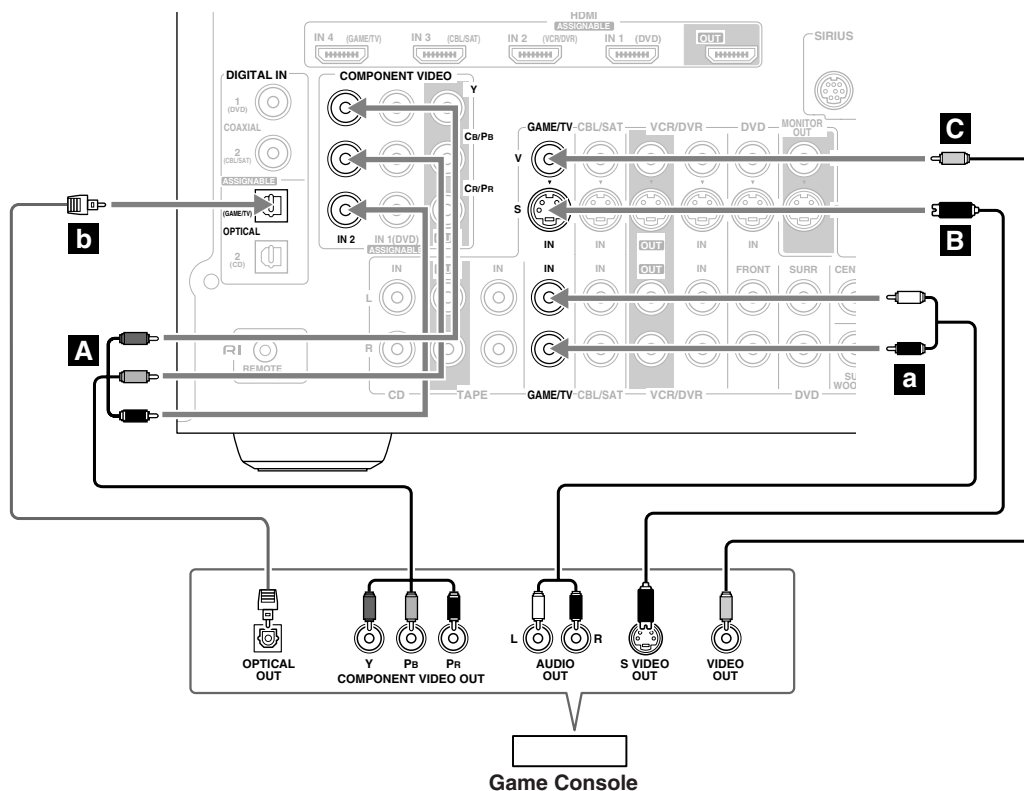 HDMI
ASSIGNABLE
IN 4 (GAME/TV)
IN 3 (CBL/SAT)
IN 2 (VCR/DVR)
IN 1 (DVD)
OUT
SIRIUS
DIGITAL IN
COMPONENT VIDEO
1
(DVD)
COAXIAL
2
(CBL/SAT)
ASSIGNABLE
(GAME/TV)
OPTICAL
2
(CD)
Y
CB/PB
CR/PR
IN 2
IN 1(DVD)
ASSIGNABLE
GAME/TV
CBL/SAT
VCR/DVR
DVD
MONITOR
OUT
V
S
IN
IN
OUT
IN
IN
C
B
b
IN
IN
IN
IN
OUT
IN
FRONT
SURR
L
R
A
a
RI
REMOTE
CD
TAPE
GAME/TV
CBL/SAT
VCR/DVR
DVD
OPTICAL
OUT
Y
PB
PR
COMPONENT VIDEO OUT
L
R
AUDIO
OUT
S VIDEO
OUT
VIDEO
OUT
Game Console